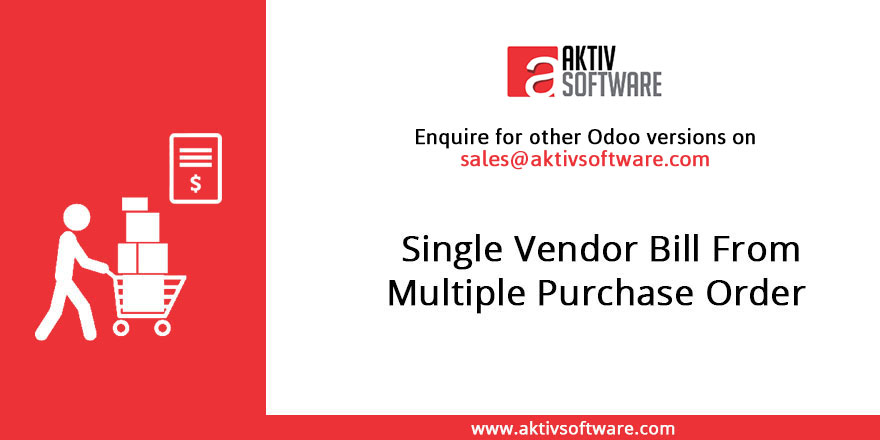 AKTIV
SOFTWARE
Enquire for other Odoo versions on
sales@aktivsoftware.com
$
Single Vendor Bill From
Multiple Purchase Order
www.aktivsoftware.com